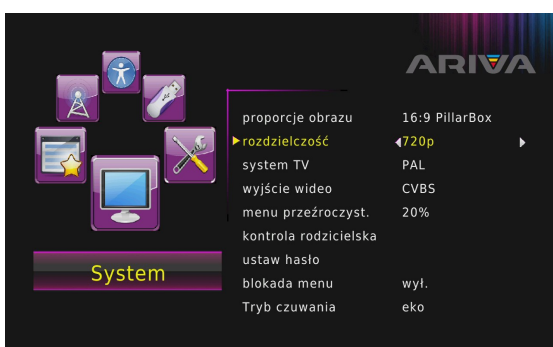 ARIVA
proporcje obrazu 16:9 PillarBox
rozdzielczość 720p
system TV PAL
wyjście wideo CVBS
menu przeźroczyst. 20%
kontrola rodzicielska
ustaw hasło
blokada menu wył.
Tryb czuwania eko
System